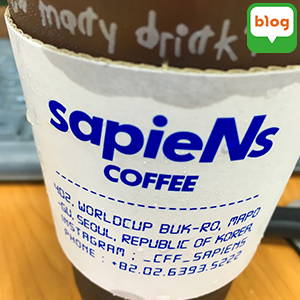 blog
many drink?
sapieNs
COFFEE
402, WORLDCUP BUK-RO, MAPO
-GU, SEOUL, REPUBLIC OF KOREA
INSTAGRAM : _CFF_SAPIENS
PHONE : +82.02.6393.5222